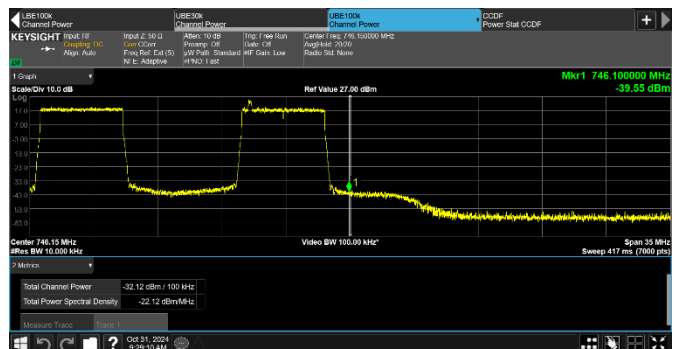 LBE100k
Channel Power
UBE30k
Channel Power
UBE100k
Channel Power
CCDF
Power Stat CCDF
KEYSIGHT
Input: RF
Coupling: DC
Align: Auto
Input Z: 50 Ω
Corr CCorr
Freq Ref: Ext (S)
NFE: Adaptive
Atten: 10 dB
Preamp: Off
µW Path: Standard
#PNO: Fast
Trig: Free Run
Gate: Off
#IF Gain: Low
Center Freq: 746.150000 MHz
Avg|Hold: 20/20
Radio Std: None
1 Graph
Scale/Div 10.0 dB
Ref Value 27.00 dBm
Mkr1 746.100000 MHz
-39.55 dBm
Log
17.0
7.00
-3.00
-13.0
-23.0
-33.0
-43.0
-53.0
-63.0
1
Center 746.15 MHz
#Res BW 10.000 kHz
Video BW 100.00 kHz*
Span 35 MHz
Sweep 417 ms (7000 pts)
2 Metrics
Total Channel Power
-32.12 dBm / 100 kHz
Total Power Spectral Density
-22.12 dBm/MHz
Measure Trace
Trace 1
?
Oct 31, 2024
9:29:10 AM